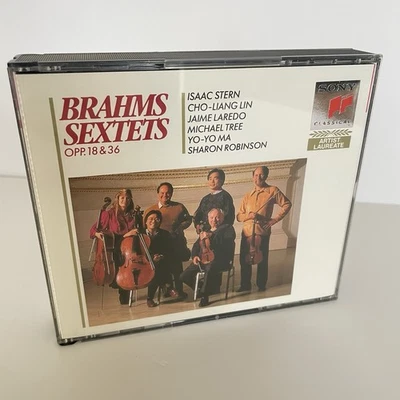 BRAHMS
SEXTETS
OPP. 18 & 36
ISAAC STERN
CHO-LIANG LIN
JAIME LAREDO
MICHAEL TREE
YO-YO MA
SHARON ROBINSON
SONY
CLASSICAL
ARTIST
LAUREATE